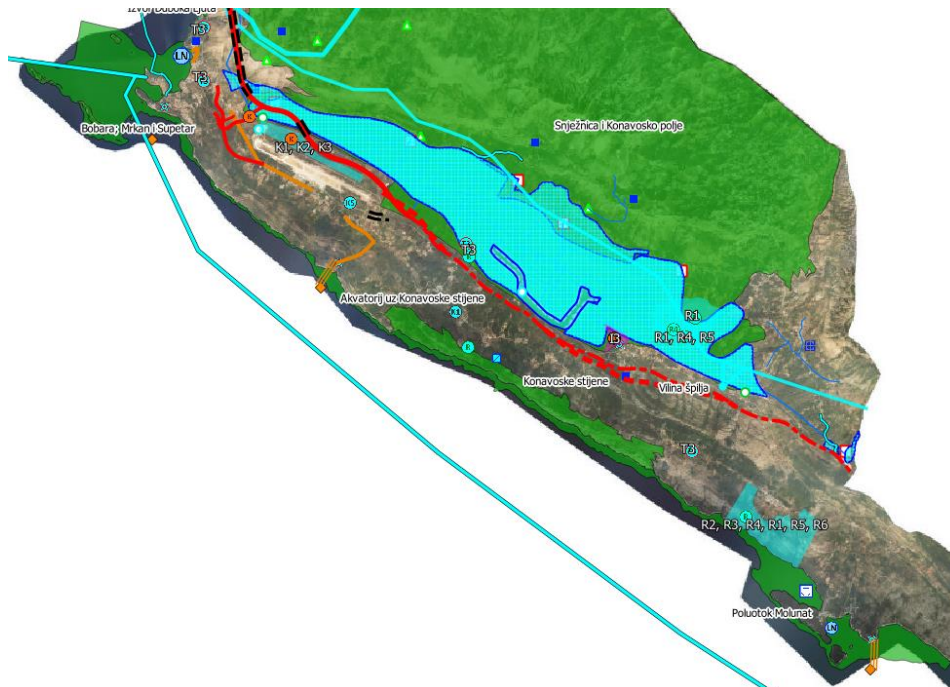 Izvor Duboka Ljuta
T3
LN
T3
Bobara; Mrkan i Supetar
Snježnica i Konavosko polje
K
K
K1, K2, K3
K5
T3
Akvatorij uz Konavoske stijene
R1
R1, R4, R5
I3
R
Konavoske stijene
Vilina špilja
T3
R2, R3, R4, R1, R5, R6
Poluotok Molunat
LN